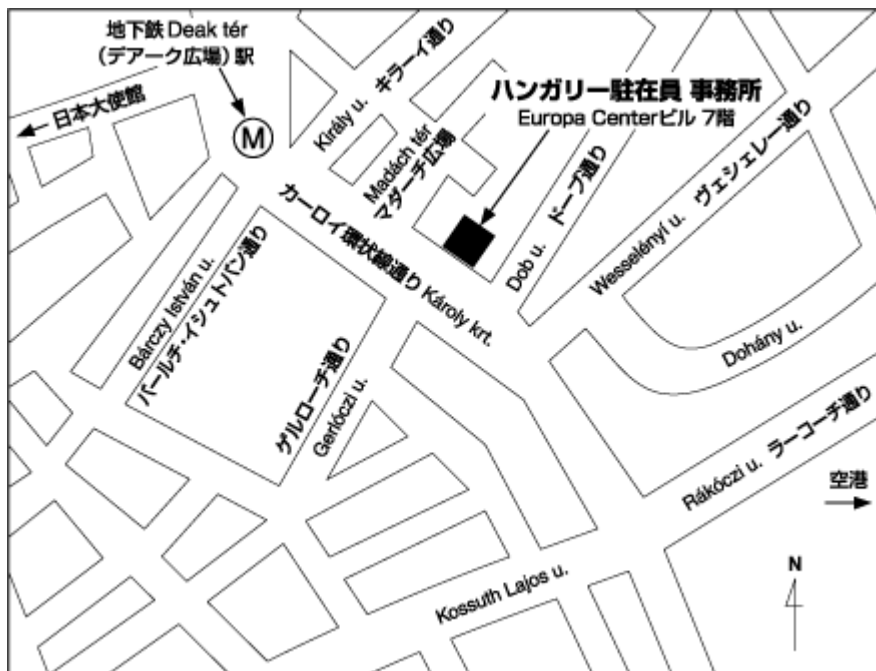 地下鉄 Deak tér
（デアーク広場）駅
日本大使館
M
Király u. キラーイ通り
Madách tér
マダーチ広場
ハンガリー駐在員 事務所
Europa Centerビル 7階
カーロイ環状線通り Károly krt.
Dob u. ドーブ通り
Wesselényi u. ヴェシェレー通り
Bárczy István u.
バールチ・イシュトバン通り
ゲルローチ通り
Gerlóczi u.
Dohány u.
Rákóczi u. ラーコーチ通り
空港
Kossuth Lajos u.
N